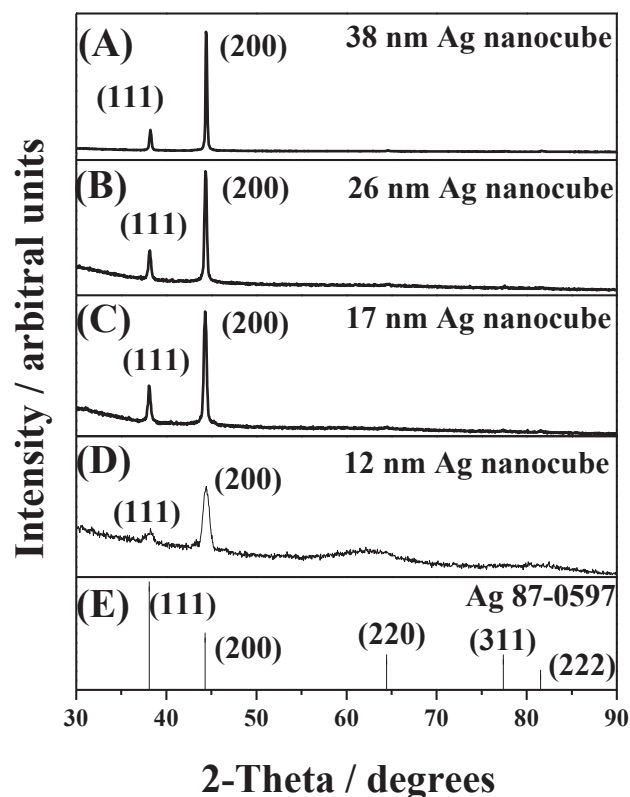 (A)
(200)
38 nm Ag nanocube
(111)
(B)
(200)
26 nm Ag nanocube
(111)
(C)
(200)
17 nm Ag nanocube
(111)
(D)
(200)
12 nm Ag nanocube
(111)
(E)
(111)
Ag 87-0597
(200)
(220)
(311)
(222)
30 40 50 60 70 80 90
2-Theta / degrees
Intensity / arbitral units